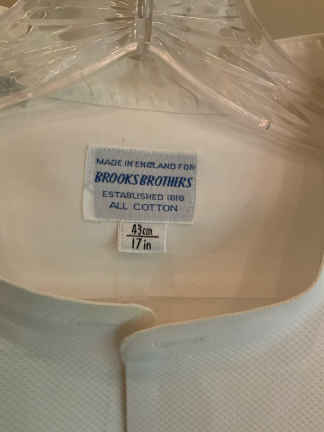 MADE IN ENGLAND FOR
BROOKS BROTHERS
ESTABLISHED 1818
ALL COTTON
43cm
17in